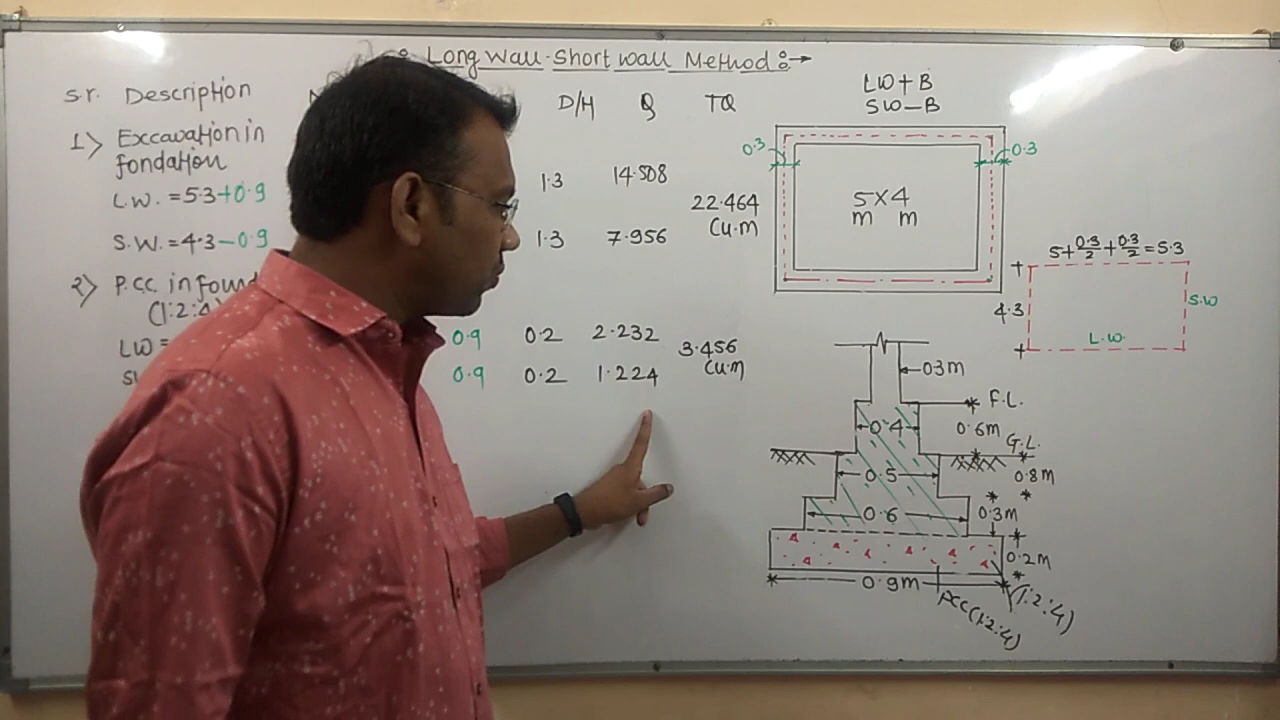 Long Wall-Short wall Method :→
Sr. Description D/H Q TQ
1) Excavation in
fondation
L.W. = 5.3+0.9 1.3 14.508
22.464
Cu.m
S.W. = 4.3-0.9 1.3 7.956
2) P.C.C. in found
(1:2:4)
LW= 0.9 0.2 2.232
3.456
Cu.m
0.9 0.2 1.224
LW+B
SW-B
0.3
0.3
5x4
m m
5+0.3/2+0.3/2=5.3
4.3
S.W
L.W.
0.3m
F.L.
0.4
0.6m
G.L.
0.5
0.8m
0.6
0.3m
0.2m
0.9m
PCC(1:2:4)
(1:2:4)